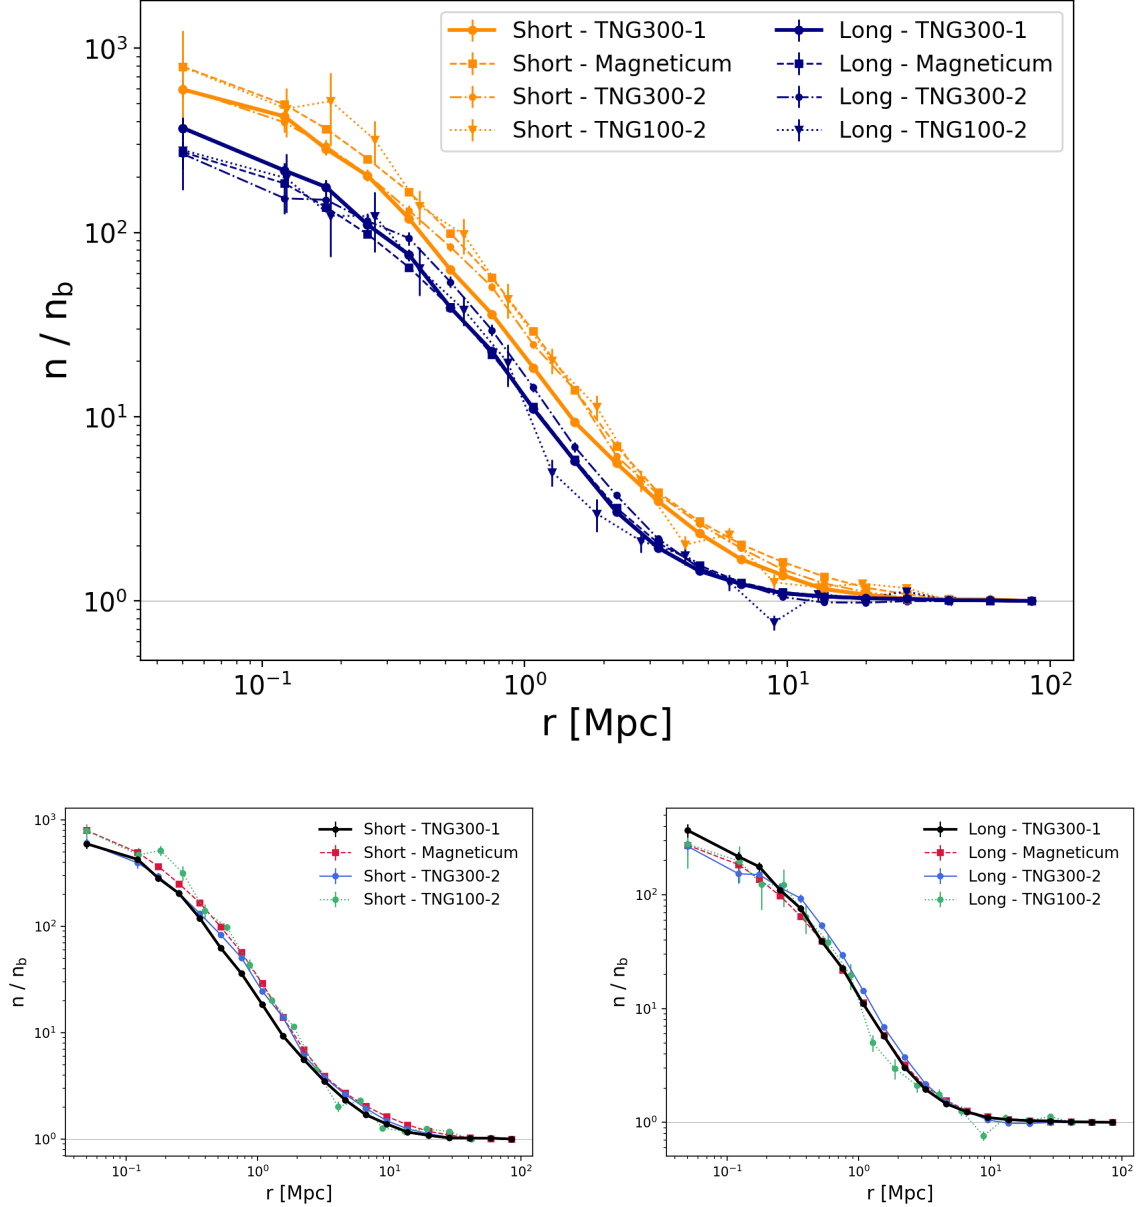 Short - TNG300-1 Long - TNG300-1
Short - Magneticum Long - Magneticum
Short - TNG300-2 Long - TNG300-2
Short - TNG100-2 Long - TNG100-2
10³
10²
10¹
10⁰
n / n_b
10⁻¹ 10⁰ 10¹ 10²
r [Mpc]
Short - TNG300-1
Short - Magneticum
Short - TNG300-2
Short - TNG100-2
10³
10²
10¹
10⁰
n / n_b
10⁻¹ 10⁰ 10¹ 10²
r [Mpc]
Long - TNG300-1
Long - Magneticum
Long - TNG300-2
Long - TNG100-2
10²
10¹
10⁰
n / n_b
10⁻¹ 10⁰ 10¹ 10²
r [Mpc]